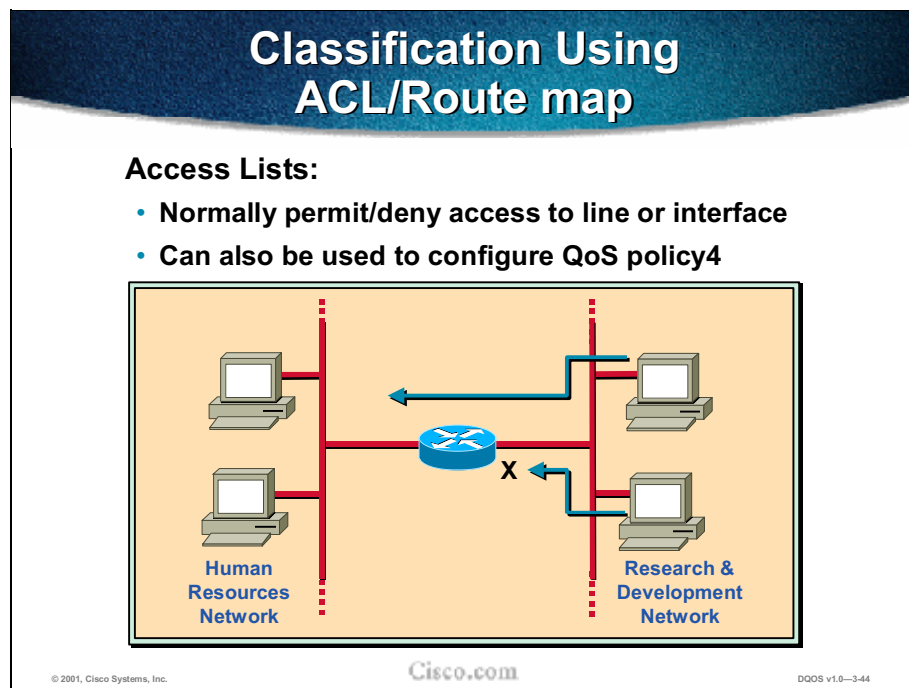 Classification Using
ACL/Route map
Access Lists:
• Normally permit/deny access to line or interface
• Can also be used to configure QoS policy4
X
Human
Resources
Network
Research &
Development
Network
© 2001, Cisco Systems, Inc.
Cisco.com
DQOS v1.0—3-44